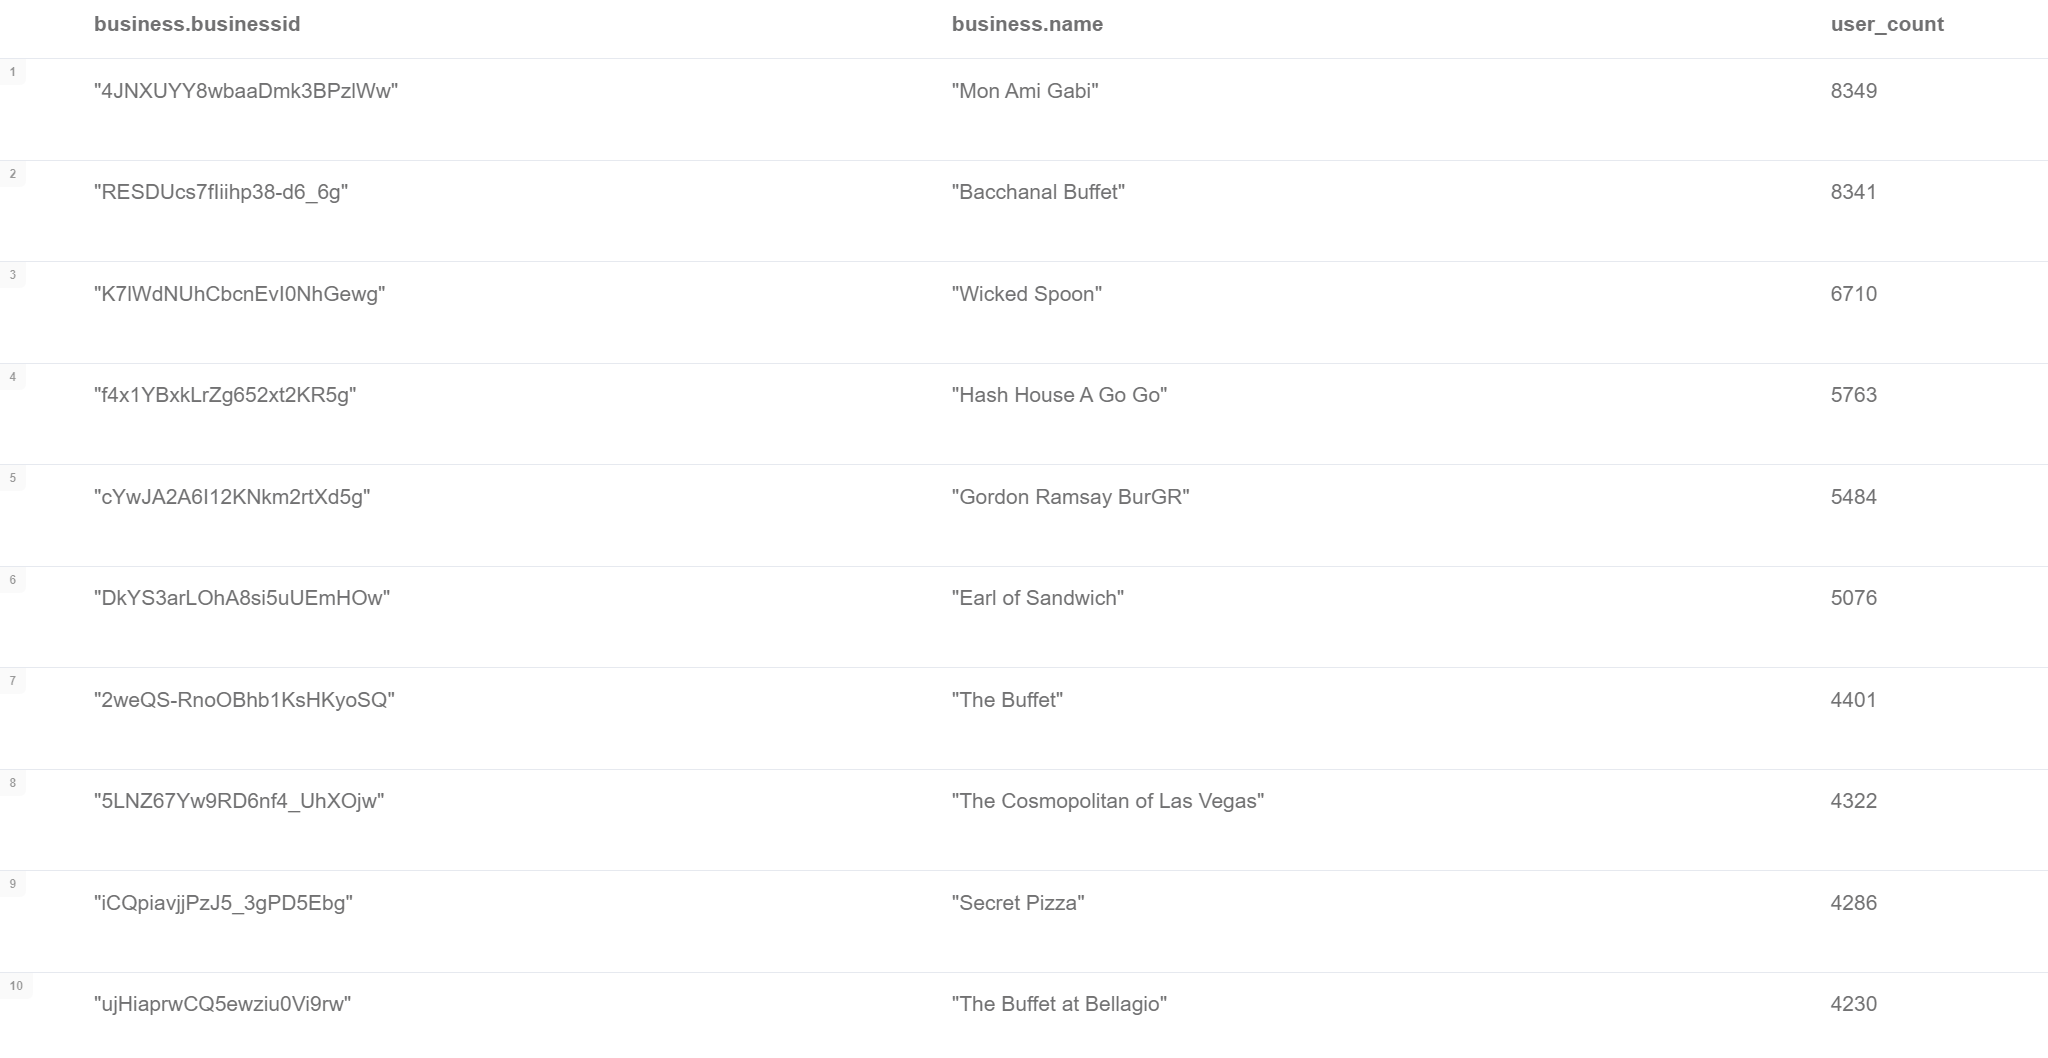 business.businessid business.name user_count
1
"4JNXUYY8wbaaDmk3BPzlWw" "Mon Ami Gabi" 8349
2
"RESDUcs7fIiihp38-d6_6g" "Bacchanal Buffet" 8341
3
"K7lWdNUhCbcnEvI0NhGewg" "Wicked Spoon" 6710
4
"f4x1YBxkLrZg652xt2KR5g" "Hash House A Go Go" 5763
5
"cYwJA2A6I12KNkm2rtXd5g" "Gordon Ramsay BurGR" 5484
6
"DkYS3arLOhA8si5uUEmHOw" "Earl of Sandwich" 5076
7
"2weQS-RnoOBhb1KsHKyoSQ" "The Buffet" 4401
8
"5LNZ67Yw9RD6nf4_UhXOjw" "The Cosmopolitan of Las Vegas" 4322
9
"iCQpiavjjPzJ5_3gPD5Ebg" "Secret Pizza" 4286
10
"ujHiaprwCQ5ewziu0Vi9rw" "The Buffet at Bellagio" 4230